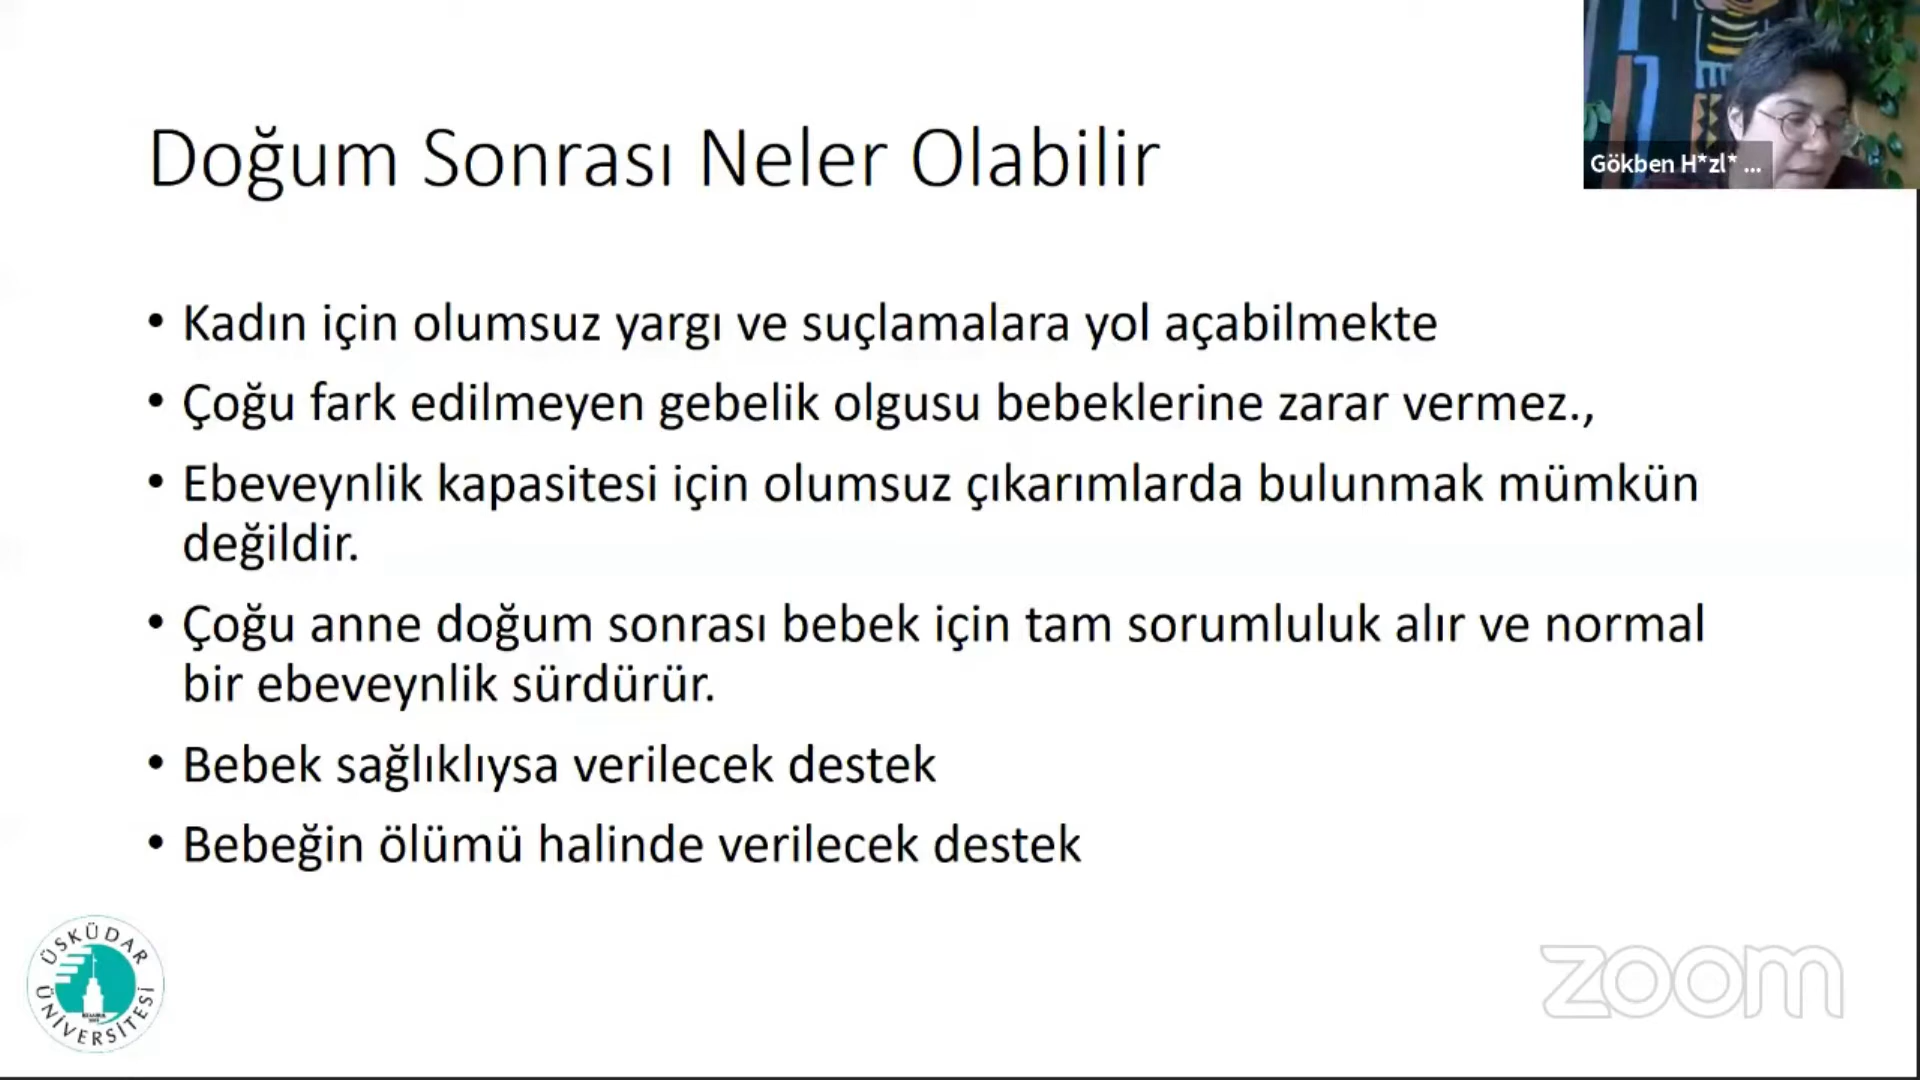 Doğum Sonrası Neler Olabilir
Gökben H*zl* ...
• Kadın için olumsuz yargı ve suçlamalara yol açabilmekte
• Çoğu fark edilmeyen gebelik olgusu bebeklerine zarar vermez.,
• Ebeveynlik kapasitesi için olumsuz çıkarımlarda bulunmak mümkün
değildir.
• Çoğu anne doğum sonrası bebek için tam sorumluluk alır ve normal
bir ebeveynlik sürdürür.
• Bebek sağlıklıysa verilecek destek
• Bebeğin ölümü halinde verilecek destek
ÜSKÜDAR
ÜNİVERSİTESİ
zoom